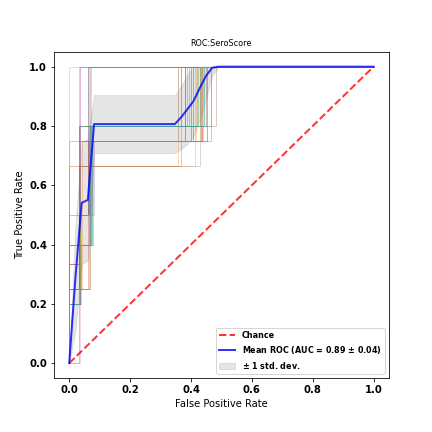 ROC:SeroScore
True Positive Rate
1.0
0.8
0.6
0.4
0.2
0.0
0.0 0.2 0.4 0.6 0.8 1.0
False Positive Rate
Chance
Mean ROC (AUC = 0.89 ± 0.04)
± 1 std. dev.